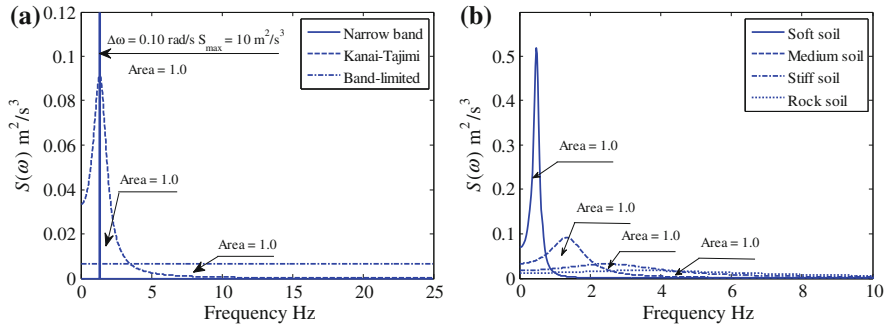 (a)
0.12
0.1
0.08
0.06
0.04
0.02
0
S(ω) m²/s³
Δω = 0.10 rad/s S_max = 10 m²/s³
Area = 1.0
Narrow band
Kanai-Tajimi
Band-limited
Area = 1.0
Area = 1.0
0 5 10 15 20 25
Frequency Hz
(b)
0.6
0.5
0.4
0.3
0.2
0.1
0
S(ω) m²/s³
Soft soil
Medium soil
Stiff soil
Rock soil
Area = 1.0
Area = 1.0
Area = 1.0
Area = 1.0
0 2 4 6 8 10
Frequency Hz